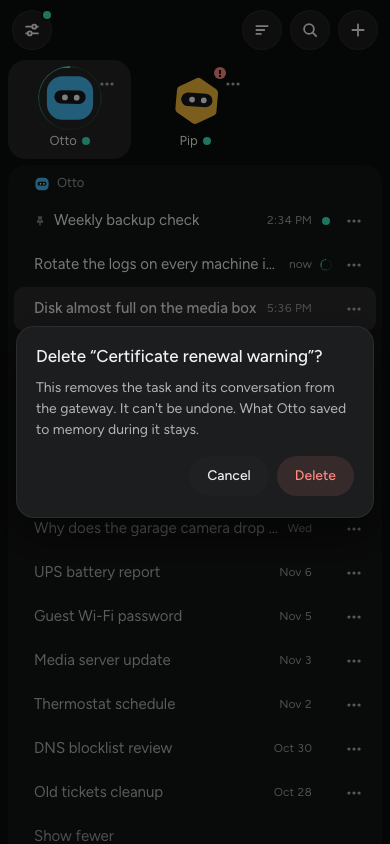 Otto
Pip
Otto
Weekly backup check 2:34 PM
Rotate the logs on every machine i... now
Disk almost full on the media box 5:36 PM
Delete “Certificate renewal warning”?
This removes the task and its conversation from
the gateway. It can't be undone. What Otto saved
to memory during it stays.
Cancel Delete
Why does the garage camera drop ... Wed
UPS battery report Nov 6
Guest Wi-Fi password Nov 5
Media server update Nov 3
Thermostat schedule Nov 2
DNS blocklist review Oct 30
Old tickets cleanup Oct 28
Show fewer